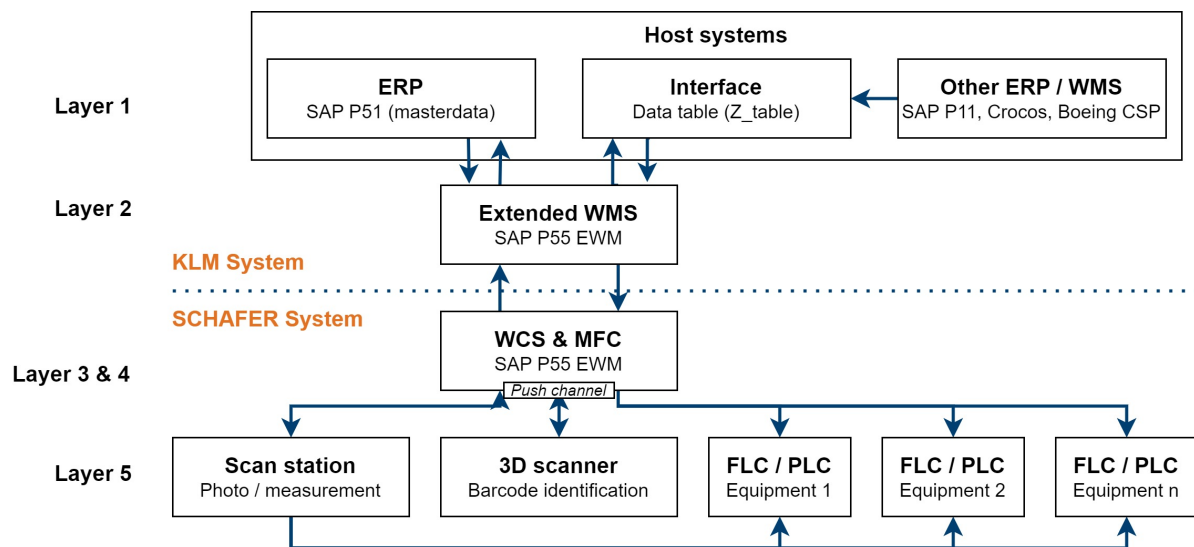 Host systems
Layer 1
ERP
SAP P51 (masterdata)
Interface
Data table (Z_table)
Other ERP / WMS
SAP P11, Crocos, Boeing CSP
Layer 2
Extended WMS
SAP P55 EWM
KLM System
SCHAFER System
Layer 3 & 4
WCS & MFC
SAP P55 EWM
Push channel
Layer 5
Scan station
Photo / measurement
3D scanner
Barcode identification
FLC / PLC
Equipment 1
FLC / PLC
Equipment 2
FLC / PLC
Equipment n